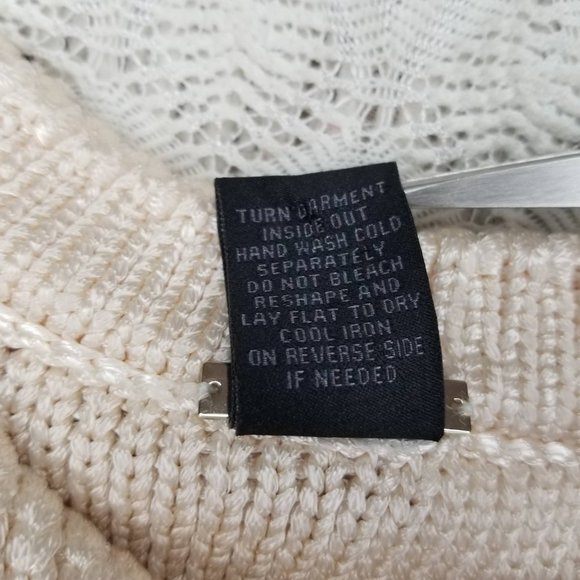 TURN GARMENT
INSIDE OUT
HAND WASH COLD
SEPARATELY
DO NOT BLEACH
RESHAPE AND
LAY FLAT TO DRY
COOL IRON
ON REVERSE SIDE
IF NEEDED